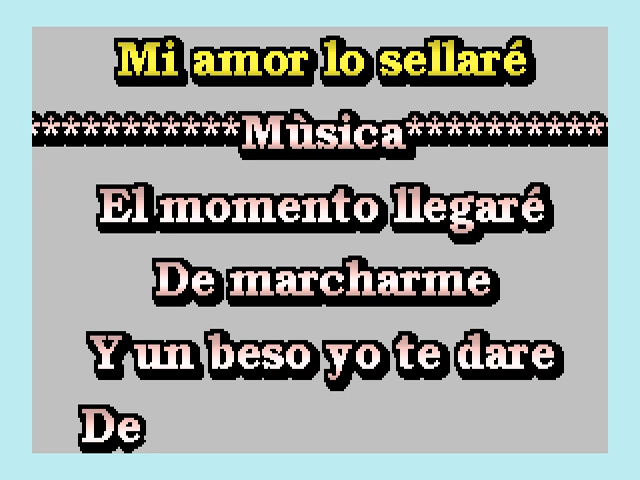 Mi amor lo sellaré
***********Mùsica***********
El momento llegaré
De marcharme
Y un beso yo te dare
De